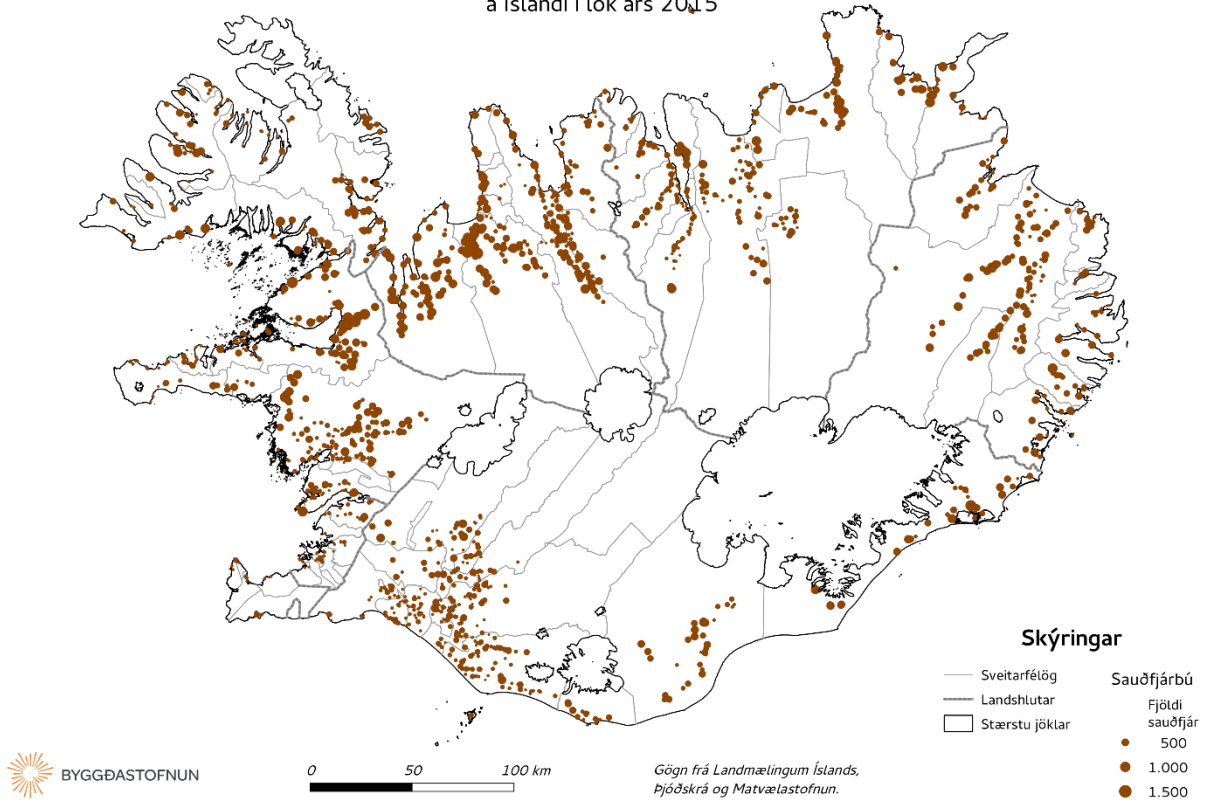 á Íslandi í lok árs 2015
Skýringar
Sveitarfélög
Landshlutar
Stærstu jöklar
Sauðfjárbú
Fjöldi
sauðfjár
500
1.000
1.500
BYGGÐASTOFNUN
0 50 100 km
Gögn frá Landmælingum Íslands,
Þjóðskrá og Matvælastofnun.